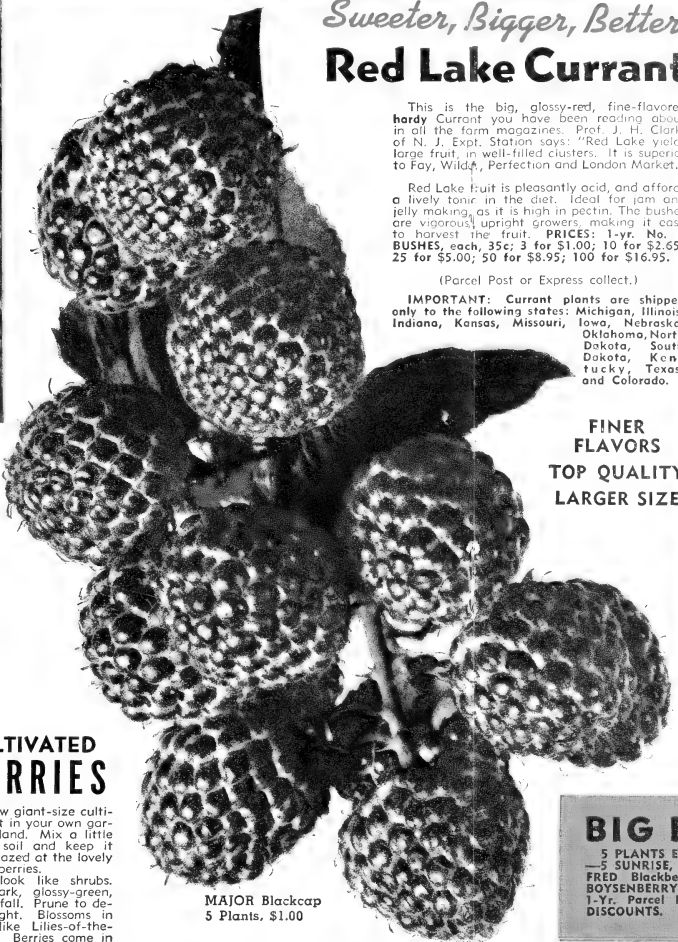 Sweeter, Bigger, Better
Red Lake Currant
This is the big, glossy-red, fine-flavore
hardy Currant you have been reading abou
in all the farm magazines. Prof. J. H. Clark
of N. J. Expt. Station says: "Red Lake yield
large fruit, in well-filled clusters. It is superio
to Fay, Wilder, Perfection and London Market.
Red Lake fruit is pleasantly acid, and afford
a lively tonic in the diet. Ideal for jam an
jelly making, as it is high in pectin. The bushe
are vigorous, upright growers, making it eas
to harvest the fruit. PRICES: 1-yr. No.
BUSHES, each, 35c; 3 for $1.00; 10 for $2.65
25 for $5.00; 50 for $8.95; 100 for $16.95.
(Parcel Post or Express collect.)
IMPORTANT: Currant plants are shippe
only to the following states: Michigan, Illinois
Indiana, Kansas, Missouri, Iowa, Nebraska
Oklahoma, Nort
Dakota, Sout
Dakota, Ken-
tucky, Texas
and Colorado.
FINER
FLAVORS
TOP QUALITY
LARGER SIZE
LTIVATED
RRIES
w giant-size culti-
t in your own gar-
land. Mix a little
soil and keep it
azed at the lovely
berries.
look like shrubs.
ark, glossy-green,
fall. Prune to de-
ght. Blossoms in
like Lilies-of-the-
Berries come in
MAJOR Blackcap
5 Plants, $1.00
BIG
5 PLANTS E
—5 SUNRISE,
FRED Blackbe
BOYSENBERRY
1-Yr. Parcel
DISCOUNTS.